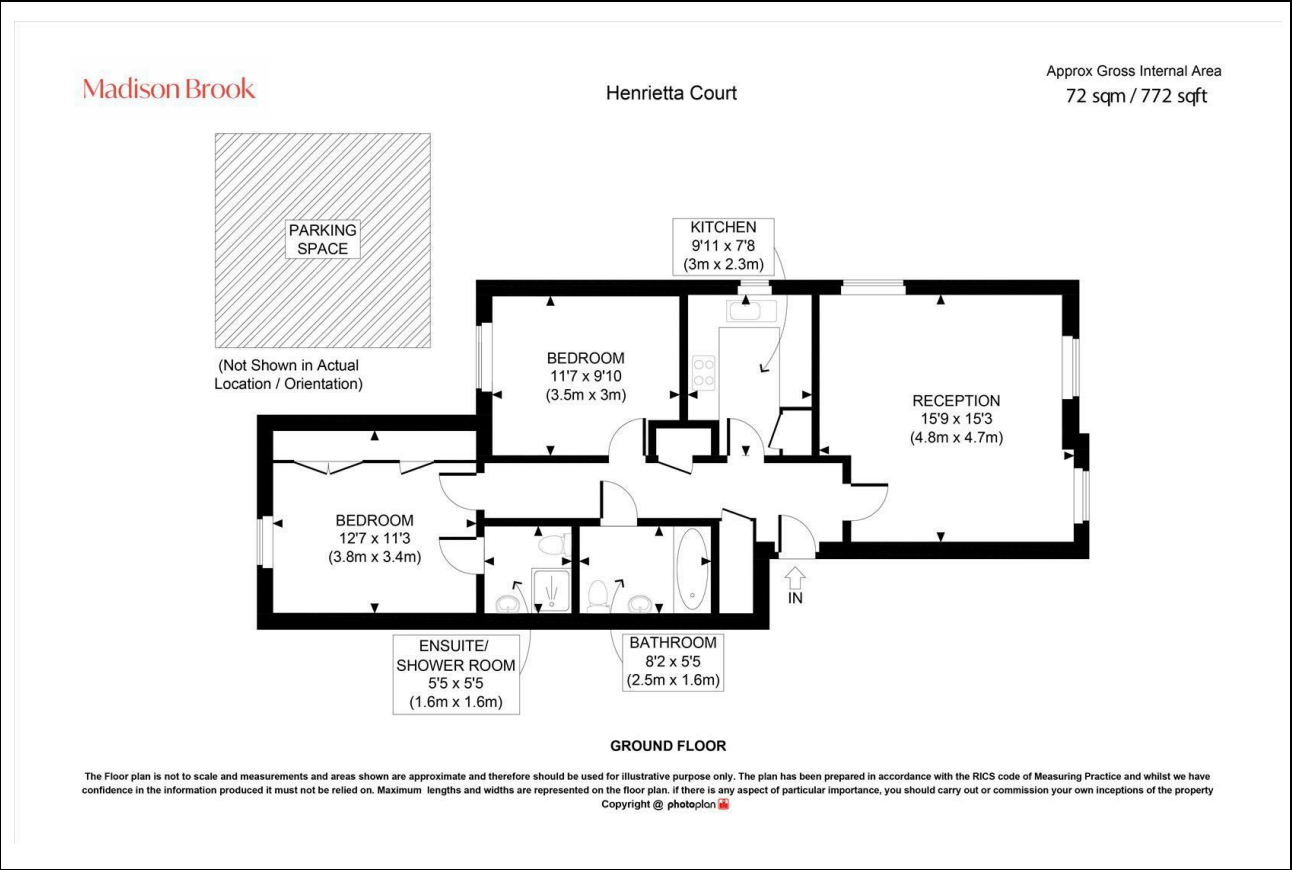 Madison Brook
Henrietta Court
Approx Gross Internal Area
72 sqm / 772 sqft
PARKING
SPACE
(Not Shown in Actual
Location / Orientation)
KITCHEN
9'11 x 7'8
(3m x 2.3m)
BEDROOM
11'7 x 9'10
(3.5m x 3m)
RECEPTION
15'9 x 15'3
(4.8m x 4.7m)
BEDROOM
12'7 x 11'3
(3.8m x 3.4m)
IN
ENSUITE/
SHOWER ROOM
5'5 x 5'5
(1.6m x 1.6m)
BATHROOM
8'2 x 5'5
(2.5m x 1.6m)
GROUND FLOOR
The Floor plan is not to scale and measurements and areas shown are approximate and therefore should be used for illustrative purpose only. The plan has been prepared in accordance with the RICS code of Measuring Practice and whilst we have
confidence in the information produced it must not be relied on. Maximum lengths and widths are represented on the floor plan. if there is any aspect of particular importance, you should carry out or commission your own inceptions of the property
Copyright @ photoplan